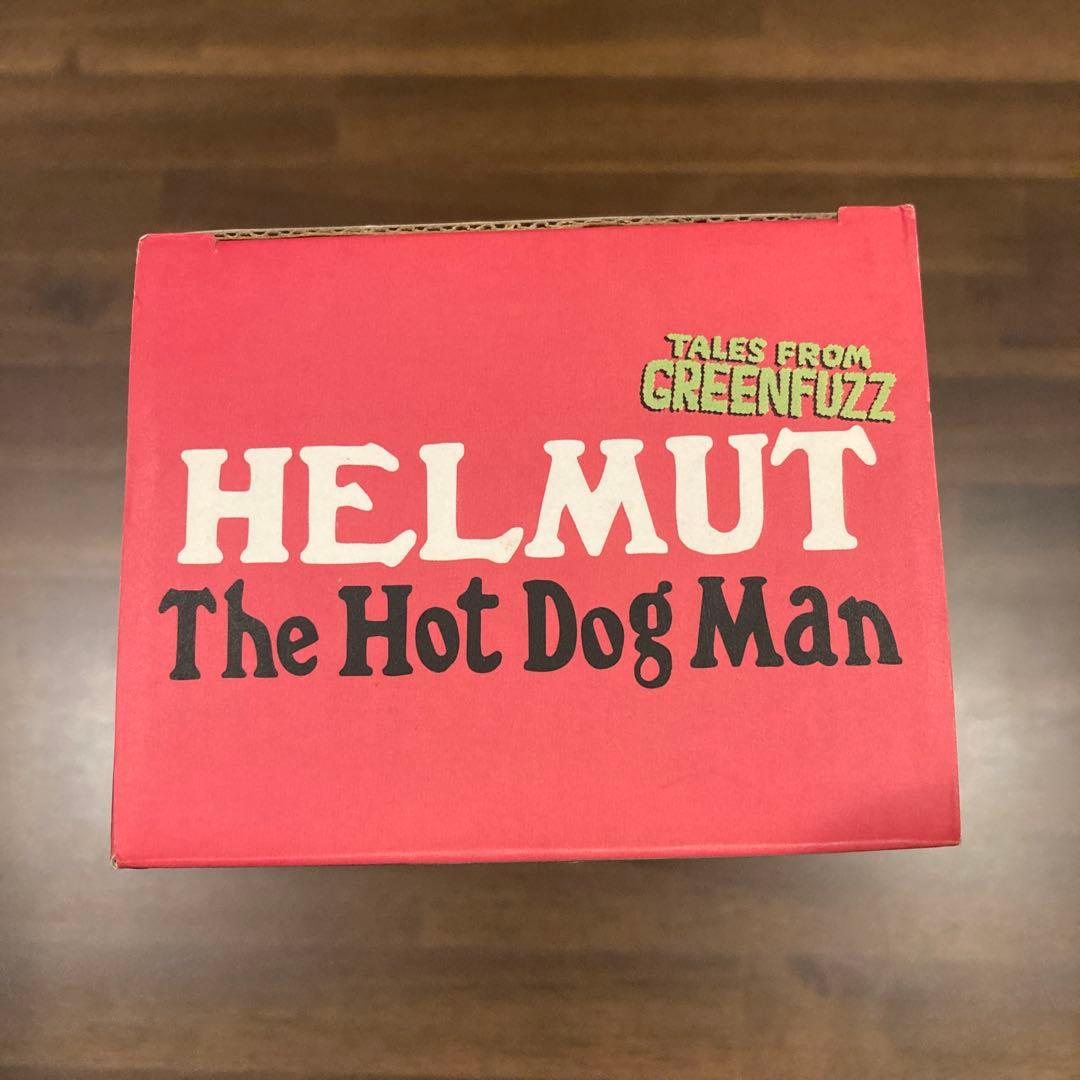 TALES FROM
GREENFUZZ
HELMUT
The Hot Dog Man